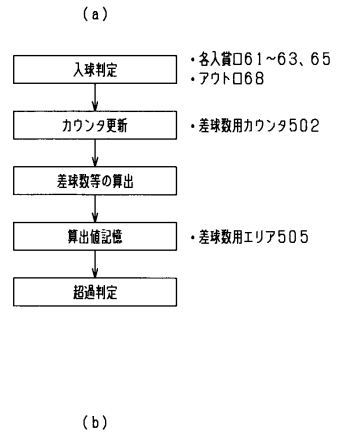 (a)
入球判定
・各入賞口61~63、65
・アウト口68
カウンタ更新
・差球数用カウンタ502
差球数等の算出
算出値記憶
・差球数用エリア505
超過判定
(b)